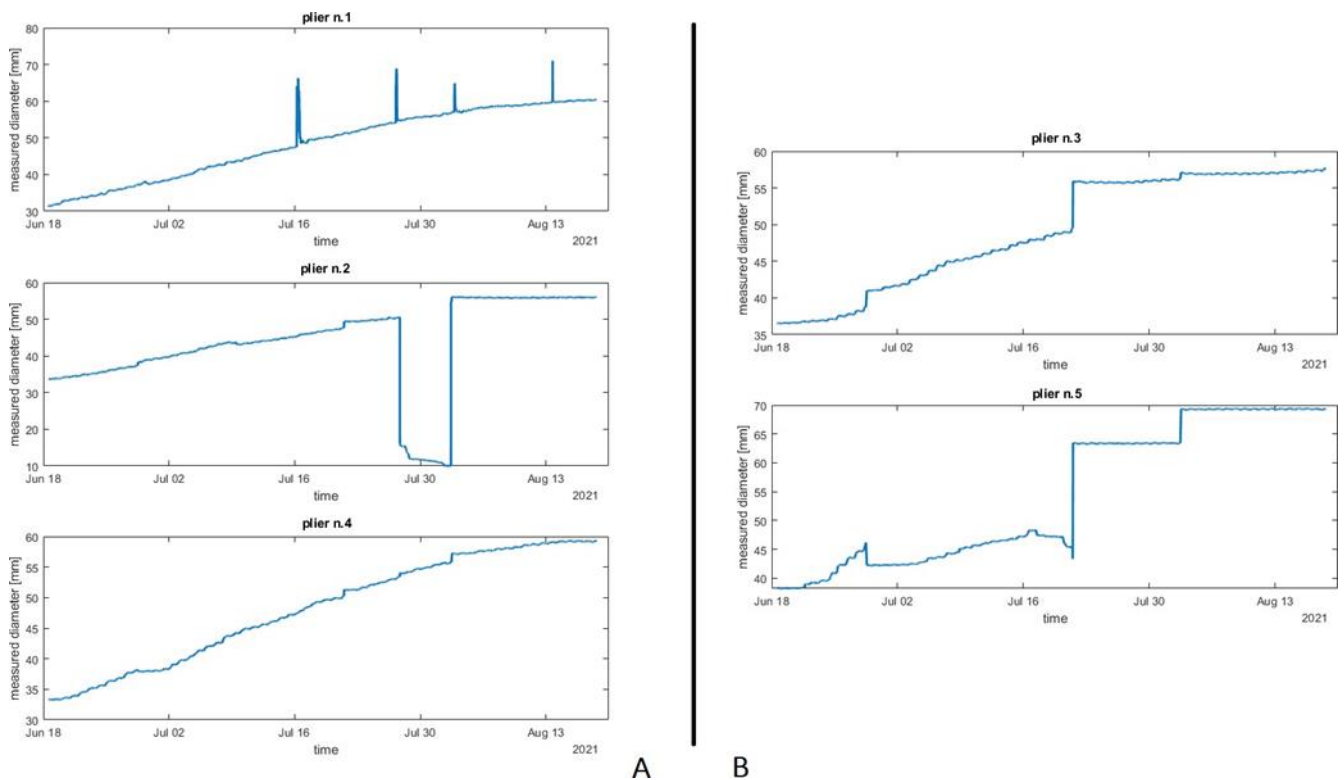 plier n.1
measured diameter [mm]
80
70
60
50
40
30
Jun 18 Jul 02 Jul 16 Jul 30 Aug 13
time 2021
plier n.2
measured diameter [mm]
60
50
40
30
20
10
Jun 18 Jul 02 Jul 16 Jul 30 Aug 13
time 2021
plier n.4
measured diameter [mm]
60
55
50
45
40
35
30
Jun 18 Jul 02 Jul 16 Jul 30 Aug 13
time 2021
A
plier n.3
measured diameter [mm]
60
55
50
45
40
35
Jun 18 Jul 02 Jul 16 Jul 30 Aug 13
time 2021
plier n.5
measured diameter [mm]
70
65
60
55
50
45
40
Jun 18 Jul 02 Jul 16 Jul 30 Aug 13
time 2021
B